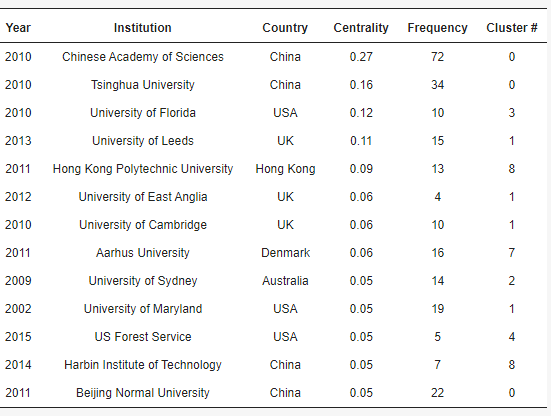 Year Institution Country Centrality Frequency Cluster #
2010 Chinese Academy of Sciences China 0.27 72 0
2010 Tsinghua University China 0.16 34 0
2010 University of Florida USA 0.12 10 3
2013 University of Leeds UK 0.11 15 1
2011 Hong Kong Polytechnic University Hong Kong 0.09 13 8
2012 University of East Anglia UK 0.06 4 1
2010 University of Cambridge UK 0.06 10 1
2011 Aarhus University Denmark 0.06 16 7
2009 University of Sydney Australia 0.05 14 2
2002 University of Maryland USA 0.05 19 1
2015 US Forest Service USA 0.05 5 4
2014 Harbin Institute of Technology China 0.05 7 8
2011 Beijing Normal University China 0.05 22 0